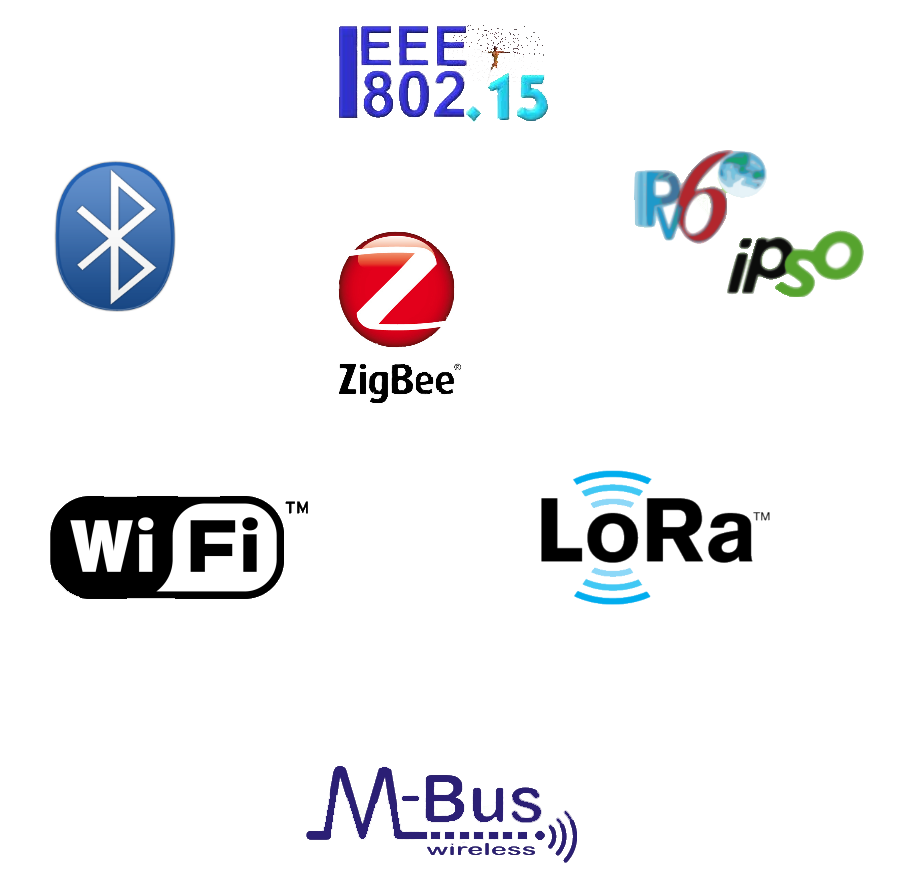 IEEE
802.15
IPV6
ipso
ZigBee®
WiFi™
LoRa™
M-Bus
wireless